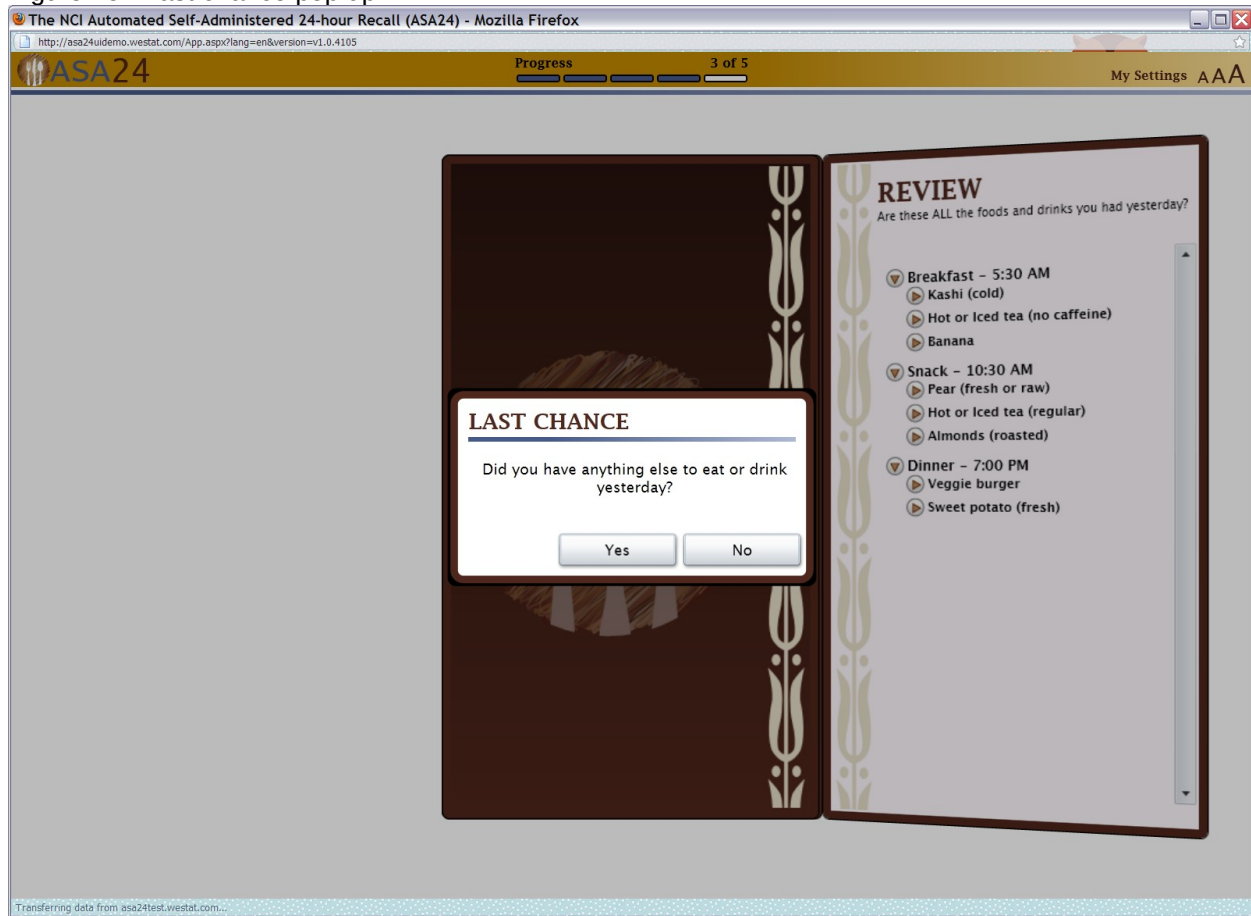 The NCI Automated Self-Administered 24-hour Recall (ASA24) - Mozilla Firefox
http://asa24uidemo.westat.com/App.aspx?lang=en&version=v1.0.4105
ASA24
Progress 3 of 5
My Settings AAA
REVIEW
Are these ALL the foods and drinks you had yesterday?
Breakfast – 5:30 AM
Kashi (cold)
Hot or Iced tea (no caffeine)
Banana
Snack – 10:30 AM
Pear (fresh or raw)
Hot or Iced tea (regular)
Almonds (roasted)
Dinner – 7:00 PM
Veggie burger
Sweet potato (fresh)
LAST CHANCE
Did you have anything else to eat or drink
yesterday?
Yes No
Transferring data from asa24test.westat.com...